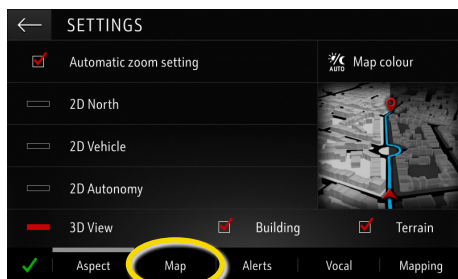 SETTINGS
Automatic zoom setting
AUTO Map colour
2D North
2D Vehicle
2D Autonomy
3D View Building Terrain
Aspect Map Alerts Vocal Mapping